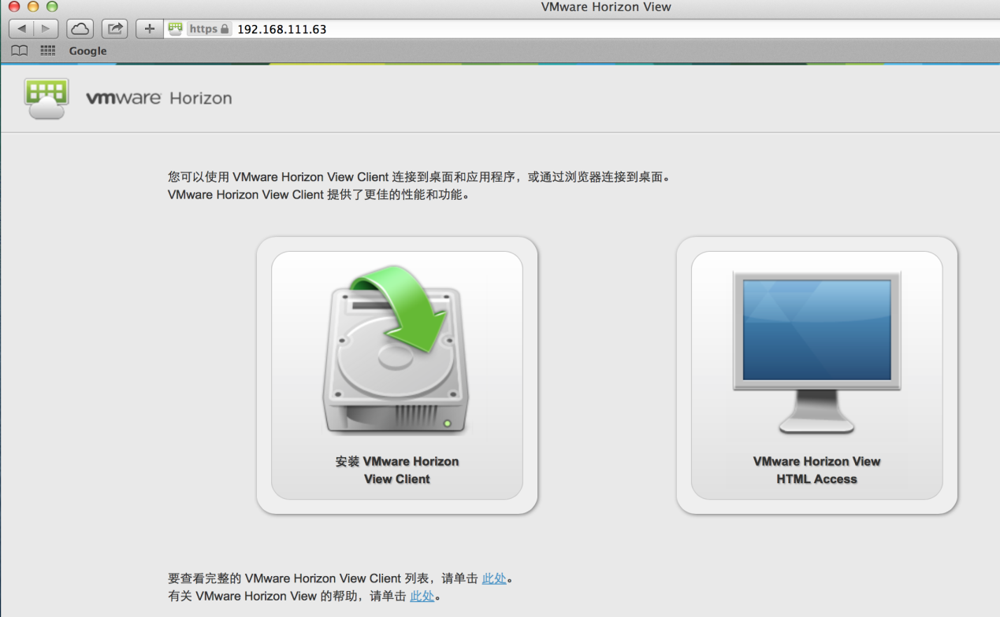 VMware Horizon View
https 192.168.111.63
Google
vmware Horizon
您可以使用 VMware Horizon View Client 连接到桌面和应用程序，或通过浏览器连接到桌面。
VMware Horizon View Client 提供了更佳的性能和功能。
安装 VMware Horizon
View Client
VMware Horizon View
HTML Access
要查看完整的 VMware Horizon View Client 列表，请单击 此处。
有关 VMware Horizon View 的帮助，请单击 此处。